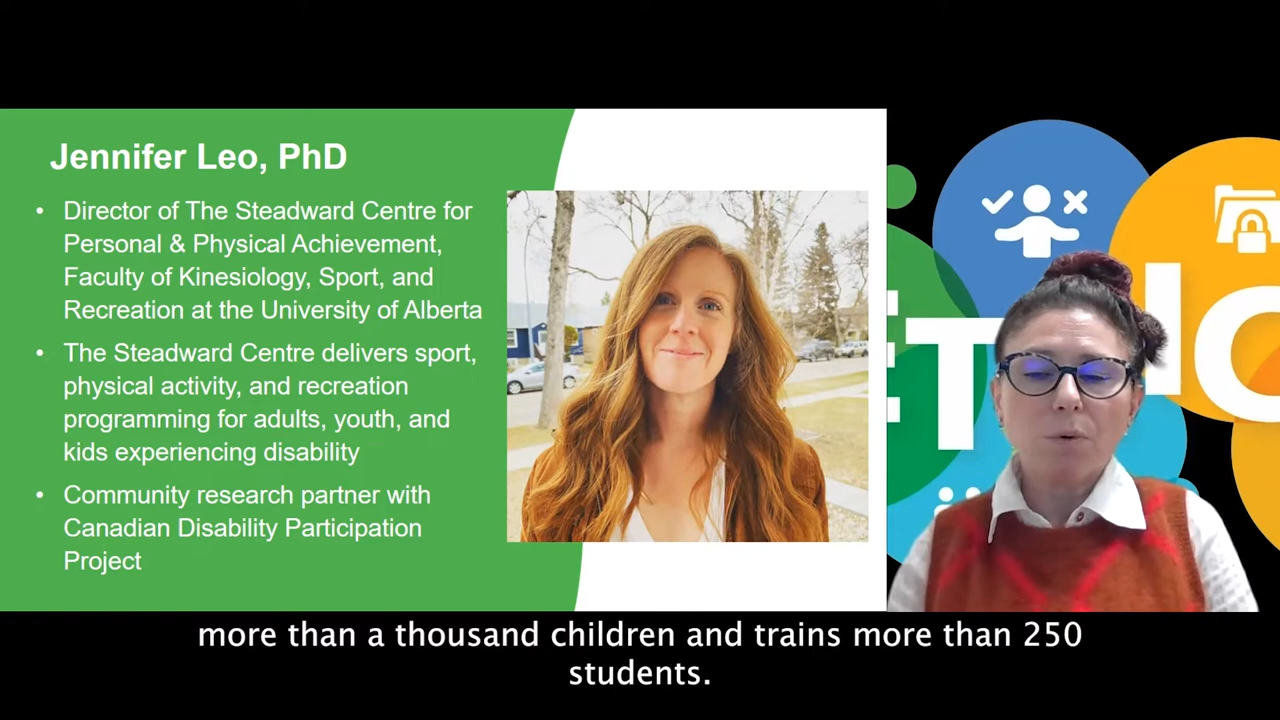 Jennifer Leo, PhD
• Director of The Steadward Centre for
Personal & Physical Achievement,
Faculty of Kinesiology, Sport, and
Recreation at the University of Alberta
• The Steadward Centre delivers sport,
physical activity, and recreation
programming for adults, youth, and
kids experiencing disability
• Community research partner with
Canadian Disability Participation
Project
more than a thousand children and trains more than 250
students.